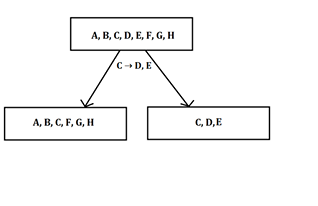 A, B, C, D, E, F, G, H
C → D, E
A, B, C, F, G, H
C, D, E